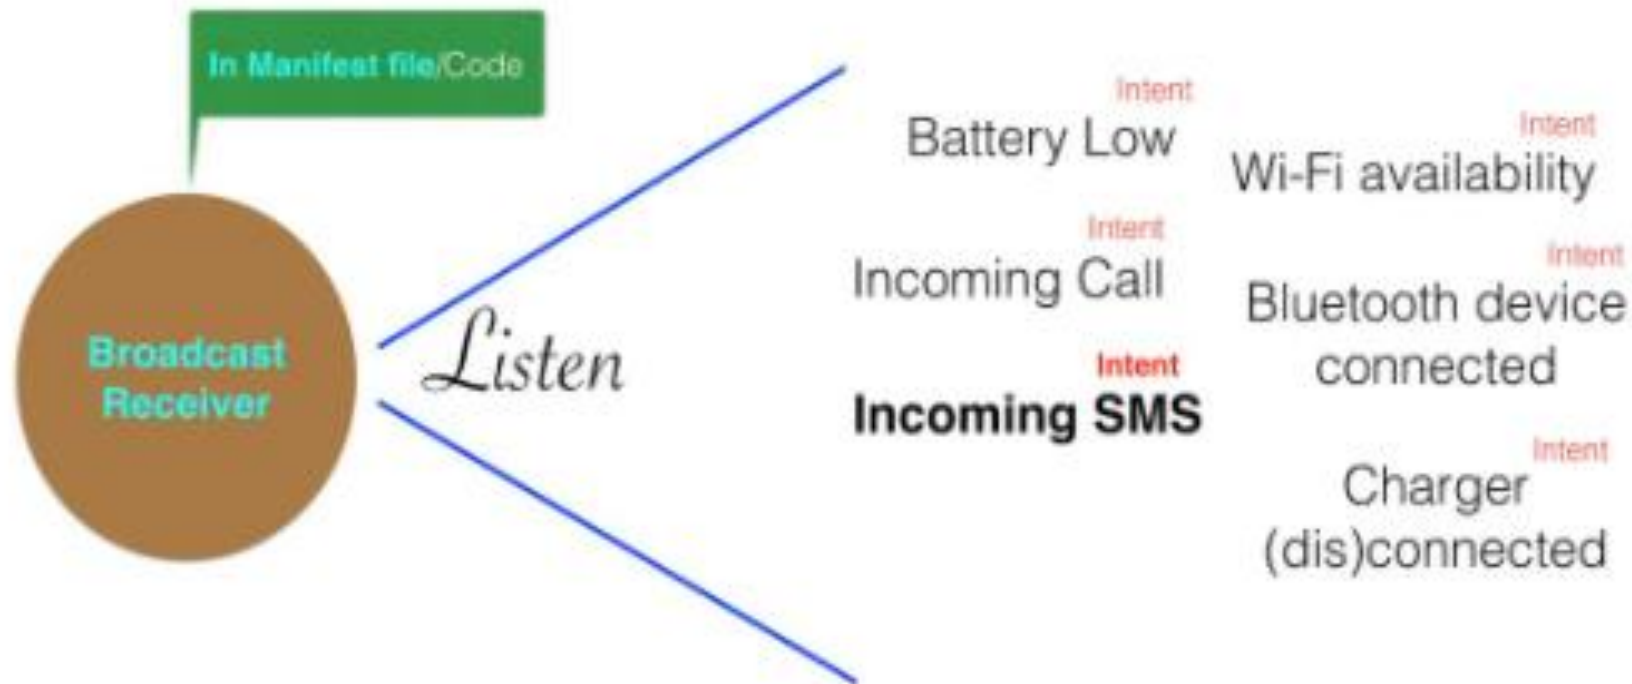 In Manifest file/Code
Broadcast
Receiver
Listen
Intent
Battery Low
Intent
Wi-Fi availability
Intent
Incoming Call
Intent
Bluetooth device
connected
Intent
Incoming SMS
Intent
Charger
(dis)connected